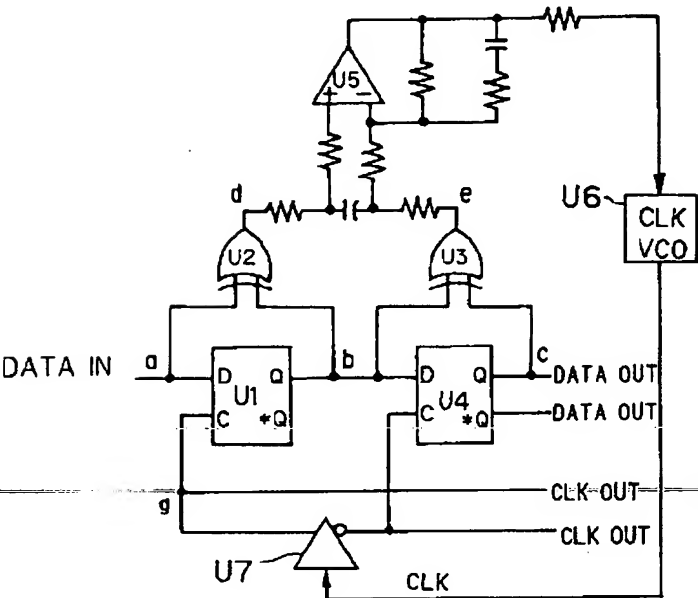 U5
+ -
d
e
U6
CLK
VCO
U2
U3
DATA IN
a
D Q
U1
C *Q
b
D Q
U4
C *Q
c
DATA OUT
DATA OUT
g
CLK OUT
CLK OUT
U7
CLK